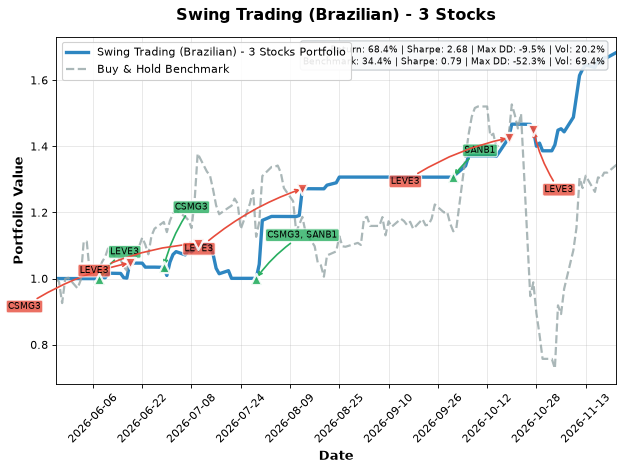 Swing Trading (Brazilian) - 3 Stocks
Swing Trading (Brazilian) - 3 Stocks Portfolio
Buy & Hold Benchmark
68.4% | Sharpe: 2.68 | Max DD: -9.5% | Vol: 20.2%
Benchmark: 34.4% | Sharpe: 0.79 | Max DD: -52.3% | Vol: 69.4%
Portfolio Value
1.6
1.4
1.2
1.0
0.8
CSMG3
LEVE3
LEVE3
CSMG3
LEVE3
CSMG3, SANB1
LEVE3
SANB1
LEVE3
2026-06-06
2026-06-22
2026-07-08
2026-07-24
2026-08-09
2026-08-25
2026-09-10
2026-09-26
2026-10-12
2026-10-28
2026-11-13
Date